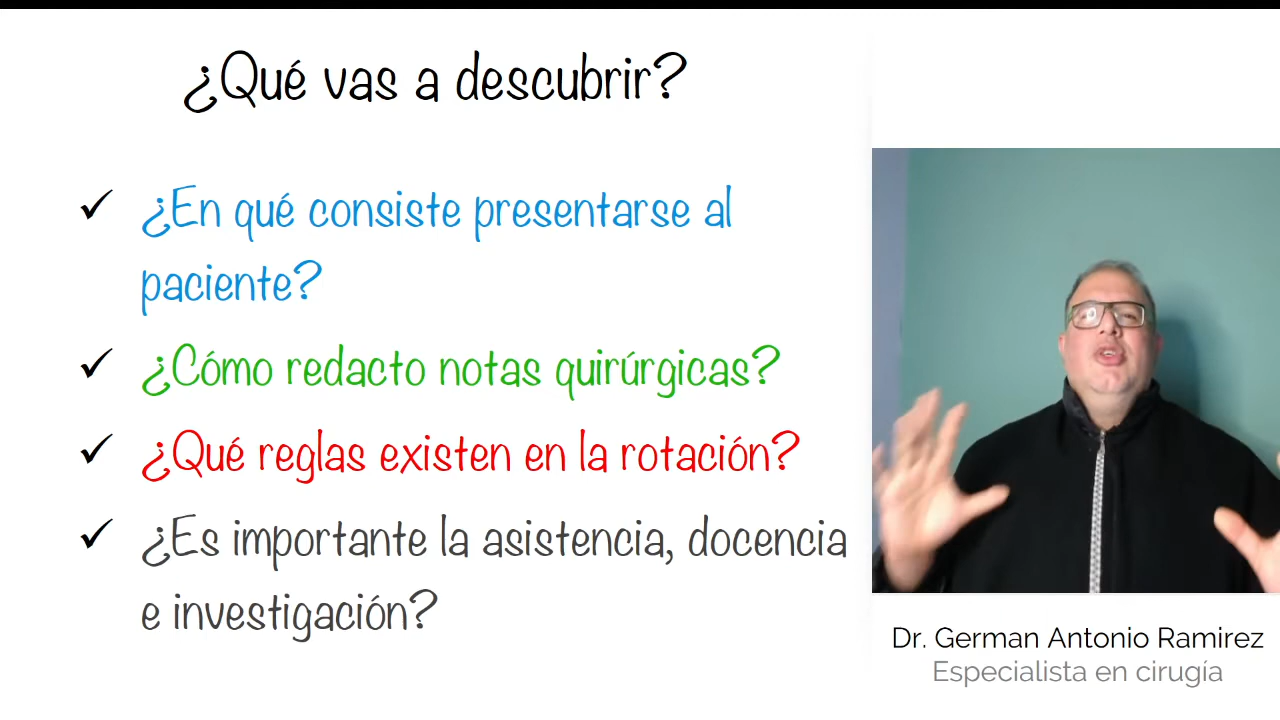 ¿Qué vas a descubrir?
¿En qué consiste presentarse al
paciente?
¿Cómo redacto notas quirúrgicas?
¿Qué reglas existen en la rotación?
¿Es importante la asistencia, docencia
e investigación?
Dr. German Antonio Ramirez
Especialista en cirugía